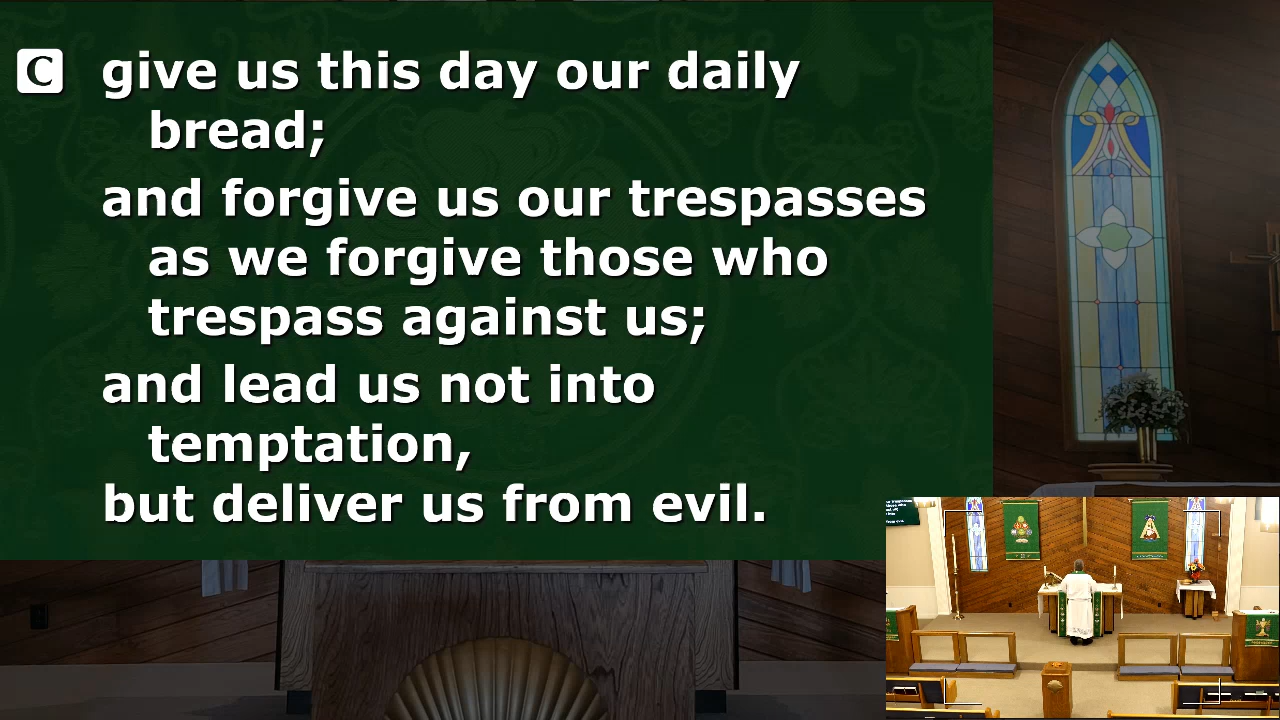 C give us this day our daily
bread;
and forgive us our trespasses
as we forgive those who
trespass against us;
and lead us not into
temptation,
but deliver us from evil.